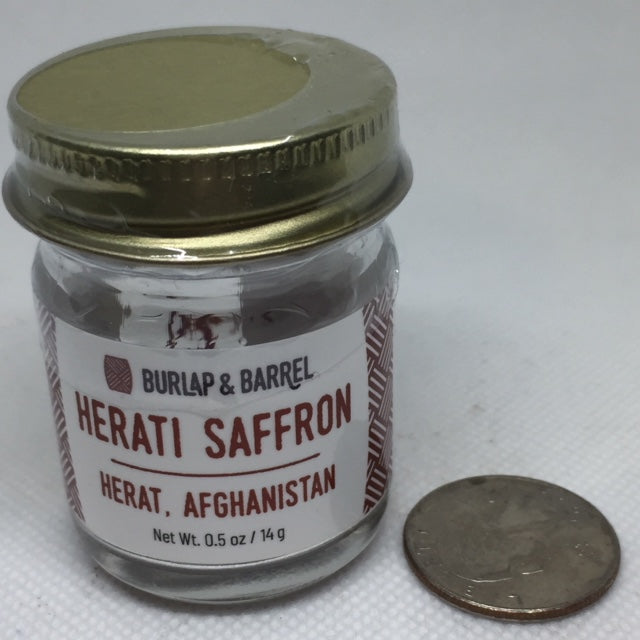 BURLAP & BARREL
HERATI SAFFRON
HERAT, AFGHANISTAN
Net Wt. 0.5 oz / 14 g